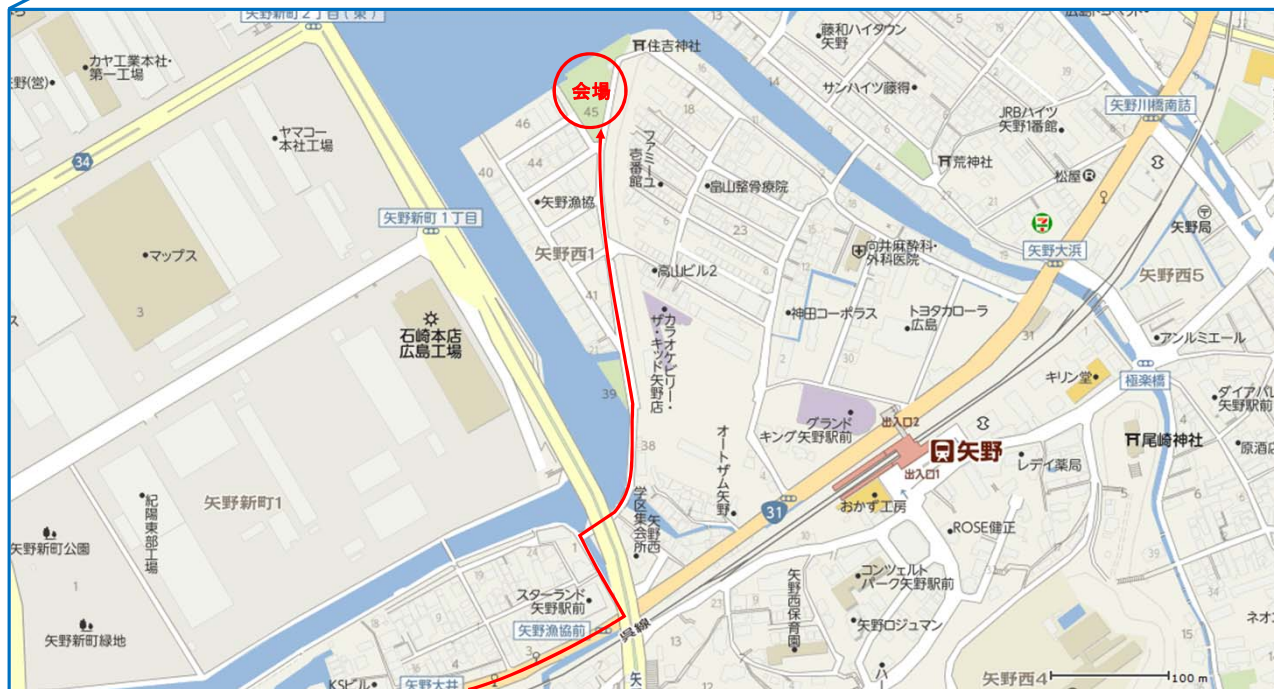 矢野新町2丁目(東)
カヤ工業本社・
第一工場
矢野(営)
34
ヤマコー
本社工場
矢野新町1丁目
マップス
3
石崎本店
広島工場
矢野新町1
紀陽東部工場
矢野新町公園
1
矢野新町緑地
会場
45
46
44
40
住吉神社
矢野漁協
矢野西1
41
ファミーユ
壱番館
畠山整骨療院
高山ビル2
カラオケビリー・
ザ・キッド矢野店
21
39
38
藤和ハイタウン
矢野
サンハイツ藤得
JRBハイツ
矢野1番館
矢野川橋南詰
荒神社
松屋
矢野局
向井麻酔科・
外科医院
矢野大浜
矢野西5
神田コーポラス
トヨタカローラ
広島
31
アンルミエール
キリン堂
極楽橋
ダイアパレ
矢野駅前
原酒店
グランド
キング矢野駅前
出入口2
矢野
出入口1
尾崎神社
レデイ薬局
オートザム矢野
31
おかず工房
ROSE健正
矢野西
学区集会所
コンツェルト
パーク矢野駅前
矢野西保育園
矢野ロジュマン
スターランド
矢野駅前
矢野漁協前
呉線
KSビル
矢野大井
矢野西4
100 m